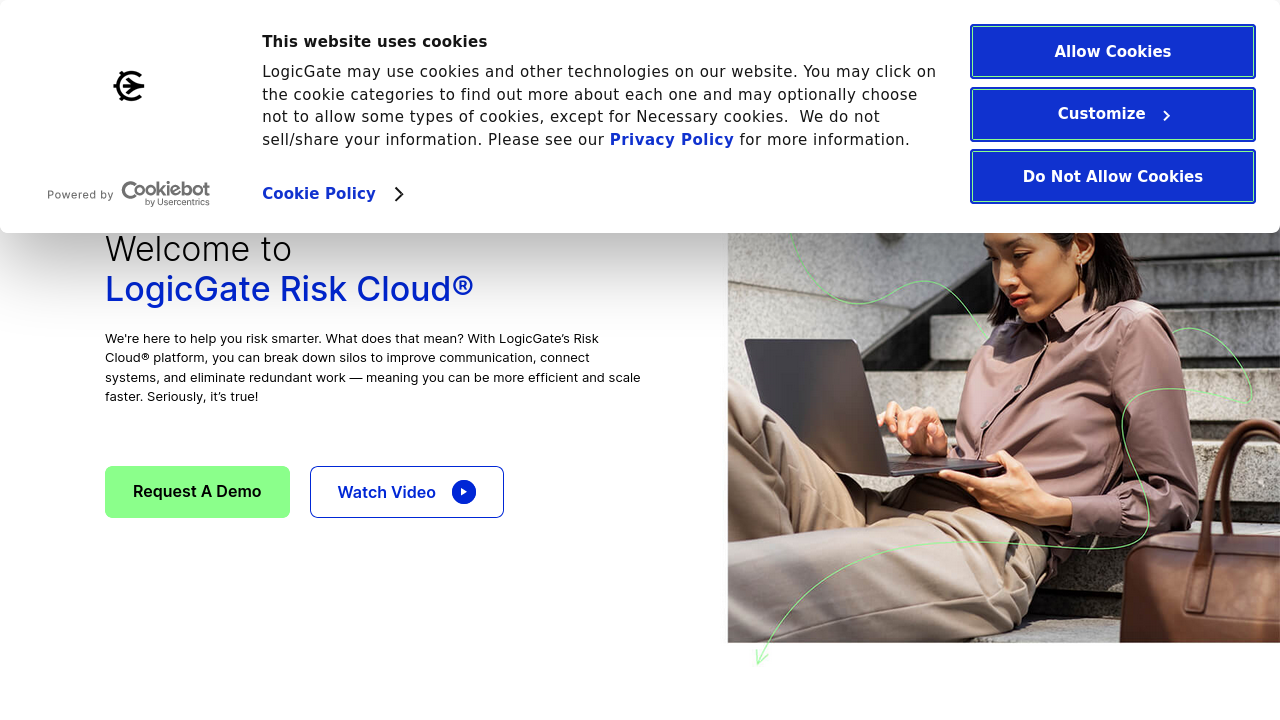 This website uses cookies
LogicGate may use cookies and other technologies on our website. You may click on
the cookie categories to find out more about each one and may optionally choose
not to allow some types of cookies, except for Necessary cookies.  We do not
sell/share your information. Please see our Privacy Policy for more information.
Cookie Policy
Powered by Cookiebot
by Usercentrics
Allow Cookies
Customize
Do Not Allow Cookies
Welcome to
LogicGate Risk Cloud®
We're here to help you risk smarter. What does that mean? With LogicGate’s Risk
Cloud® platform, you can break down silos to improve communication, connect
systems, and eliminate redundant work — meaning you can be more efficient and scale
faster. Seriously, it’s true!
Request A Demo
Watch Video